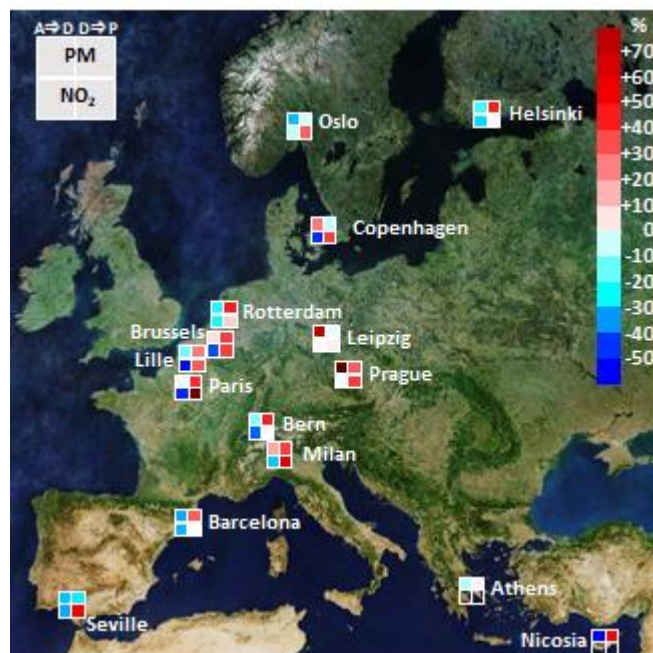 A⇒D D⇒P
PM
NO₂
%
+70
+60
+50
+40
+30
+20
+10
0
-10
-20
-30
-40
-50
Oslo
Helsinki
Copenhagen
Rotterdam
Brussels
Leipzig
Lille
Prague
Paris
Bern
Milan
Barcelona
Athens
Seville
Nicosia